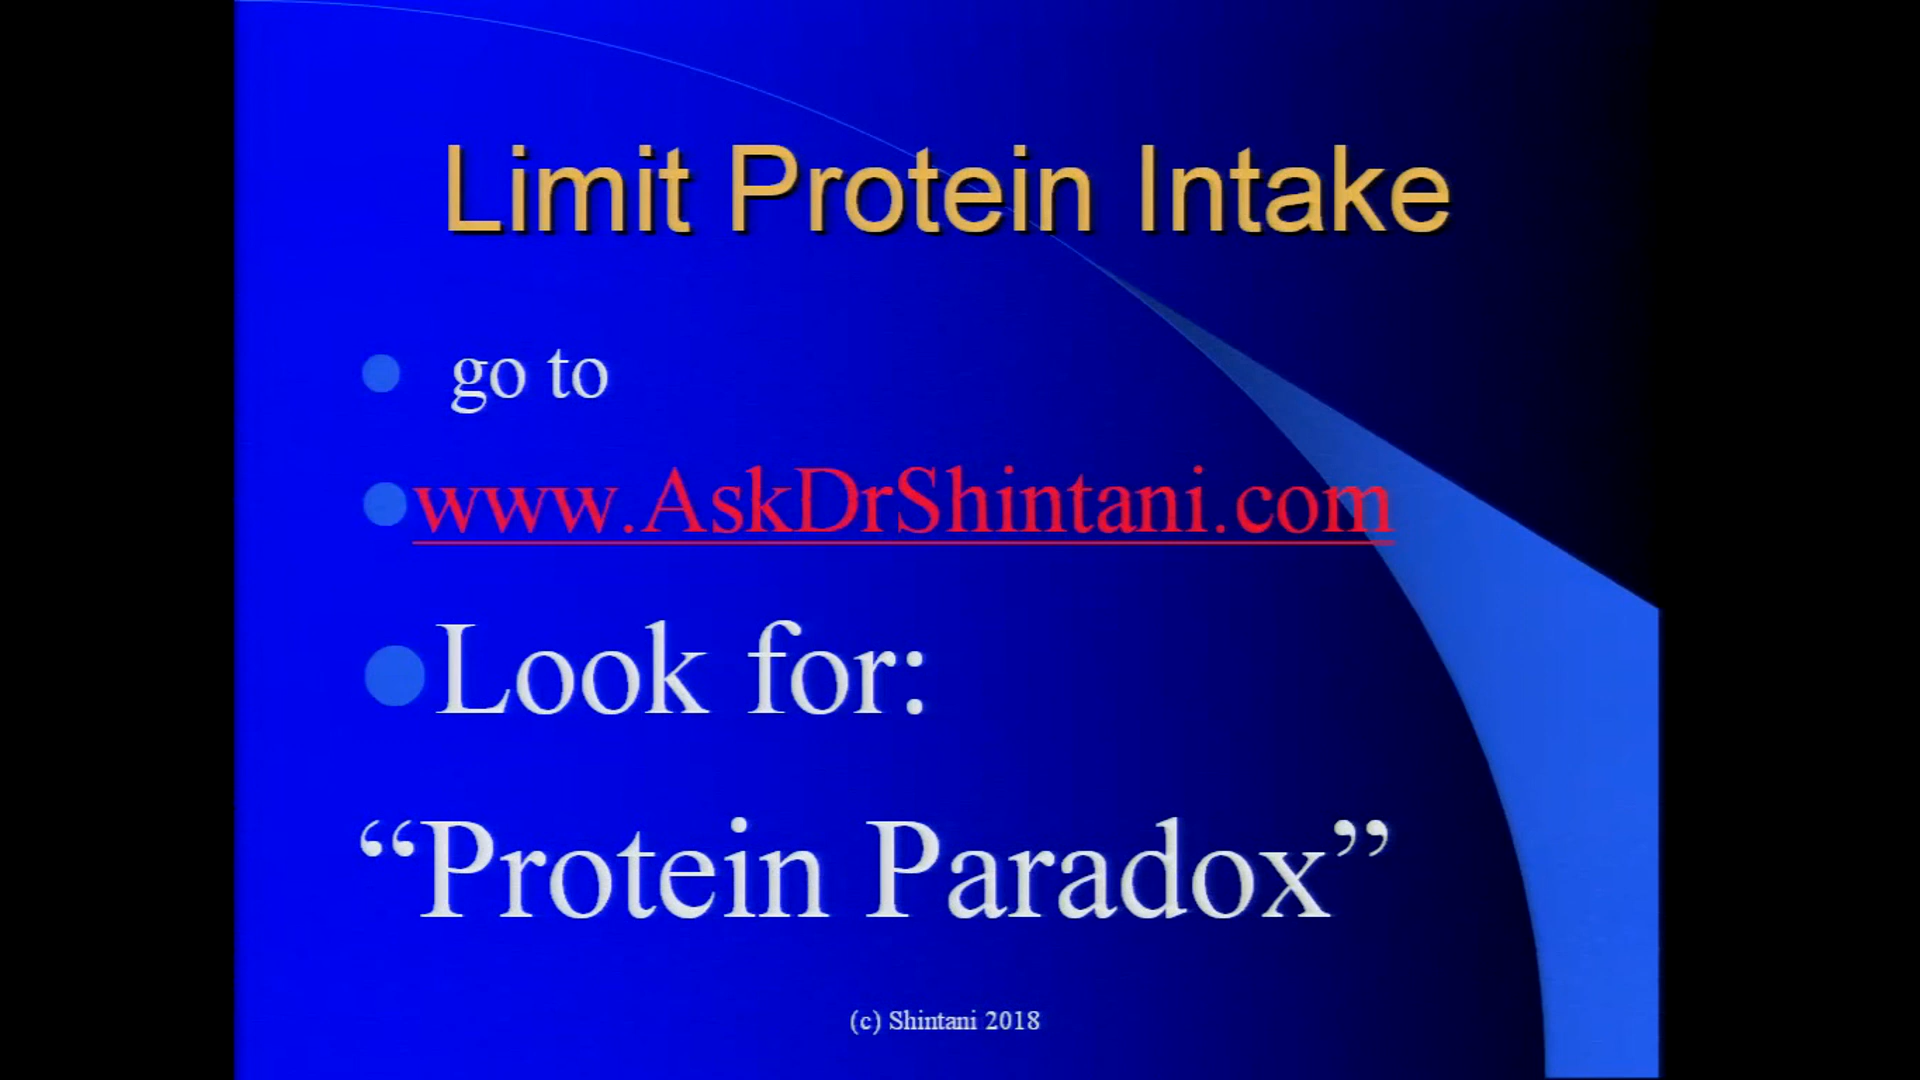 Limit Protein Intake
go to
www.AskDrShintani.com
Look for:
“Protein Paradox”
(c) Shintani 2018